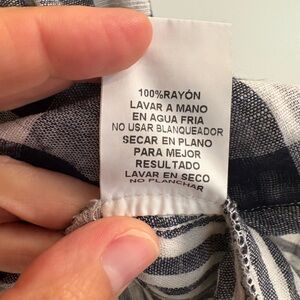 100%RAYÓN
LAVAR A MANO
EN AGUA FRIA
NO USAR BLANQUEADOR
SECAR EN PLANO
PARA MEJOR
RESULTADO
LAVAR EN SECO
NO PLANCHAR